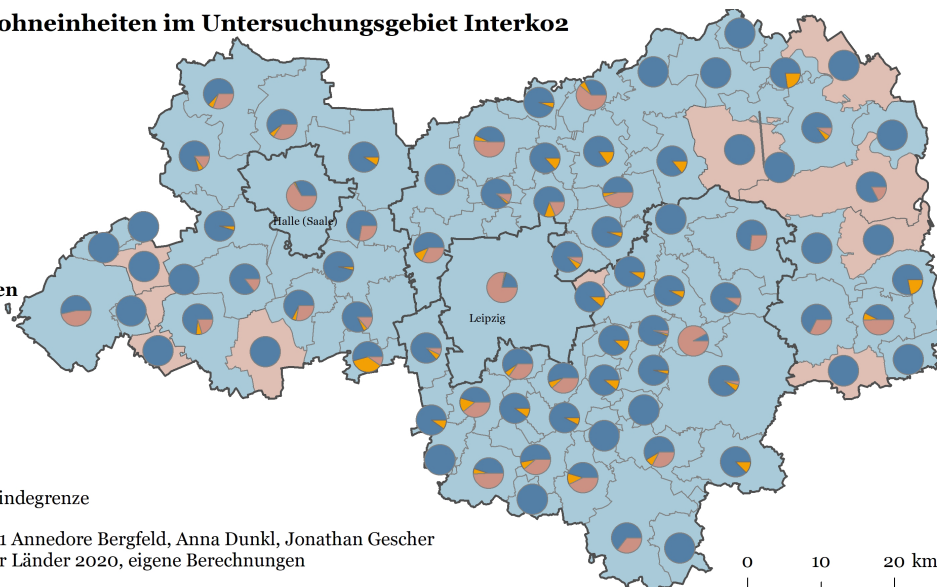 ohneinheiten im Untersuchungsgebiet Interko2
Halle (Saale)
en
Leipzig
indegrenze
1 Annedore Bergfeld, Anna Dunkl, Jonathan Gescher
r Länder 2020, eigene Berechnungen
0 10 20 km